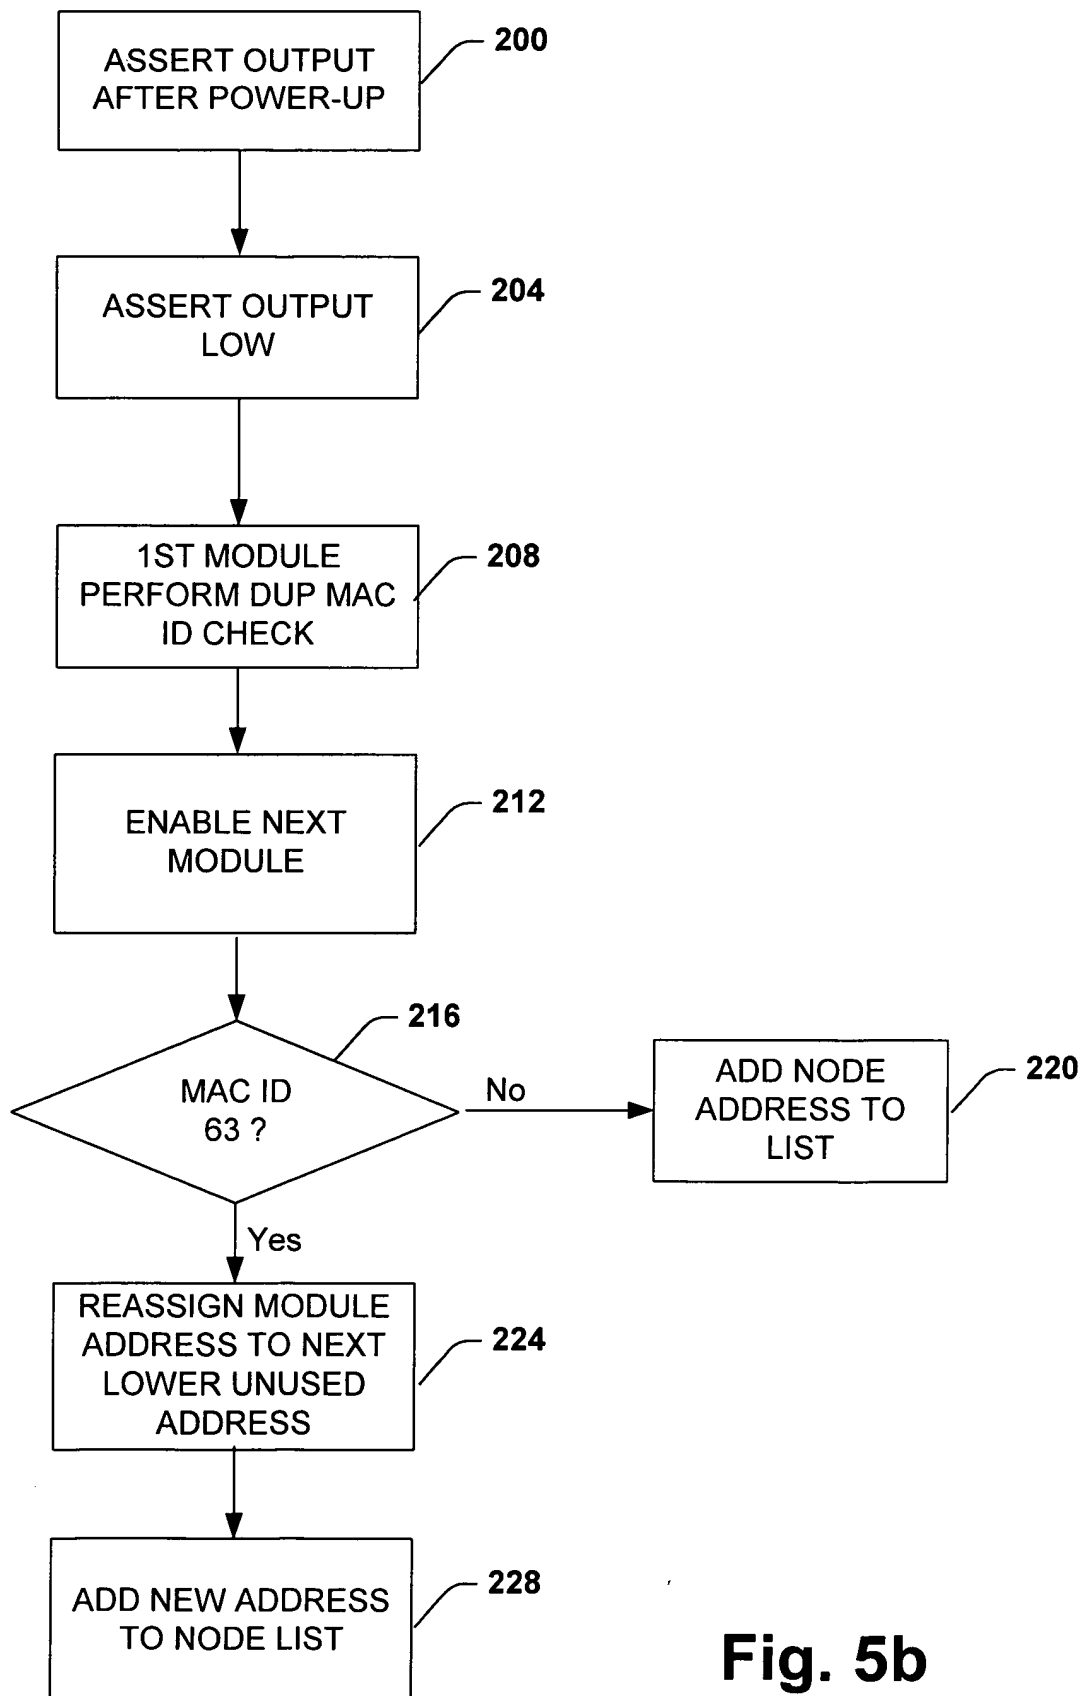 ASSERT OUTPUT
AFTER POWER-UP
200
ASSERT OUTPUT
LOW
204
1ST MODULE
PERFORM DUP MAC
ID CHECK
208
ENABLE NEXT
MODULE
212
MAC ID
63 ?
216
No
ADD NODE
ADDRESS TO
LIST
220
Yes
REASSIGN MODULE
ADDRESS TO NEXT
LOWER UNUSED
ADDRESS
224
ADD NEW ADDRESS
TO NODE LIST
228
Fig. 5b